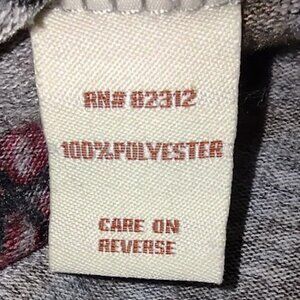 RN# 82312
100% POLYESTER
CARE ON
REVERSE